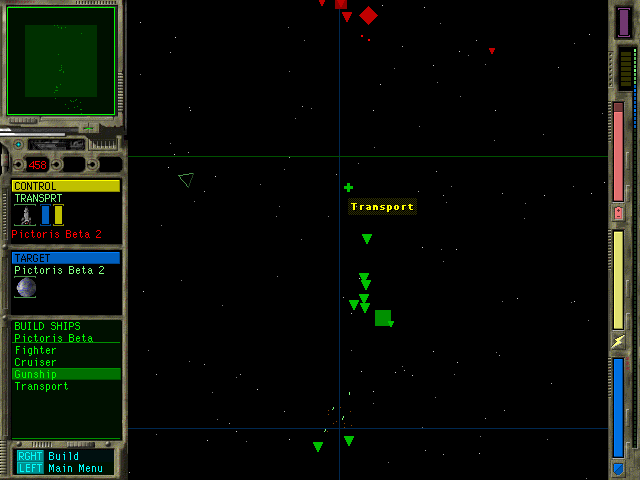 458
CONTROL
TRANSPRT
Pictoris Beta 2
TARGET
Pictoris Beta 2
BUILD SHIPS
Pictoris Beta
Fighter
Cruiser
Gunship
Transport
RGHT Build
LEFT Main Menu
Transport